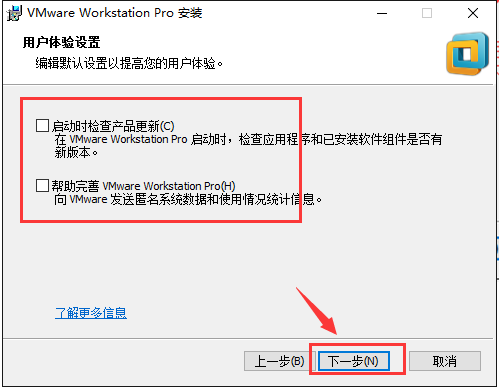 VMware Workstation Pro 安装
用户体验设置
编辑默认设置以提高您的用户体验。
启动时检查产品更新(C)
在 VMware Workstation Pro 启动时，检查应用程序和已安装软件组件是否有
新版本。
帮助完善 VMware Workstation Pro(H)
向 VMware 发送匿名系统数据和使用情况统计信息。
了解更多信息
上一步(B) 下一步(N) 取消